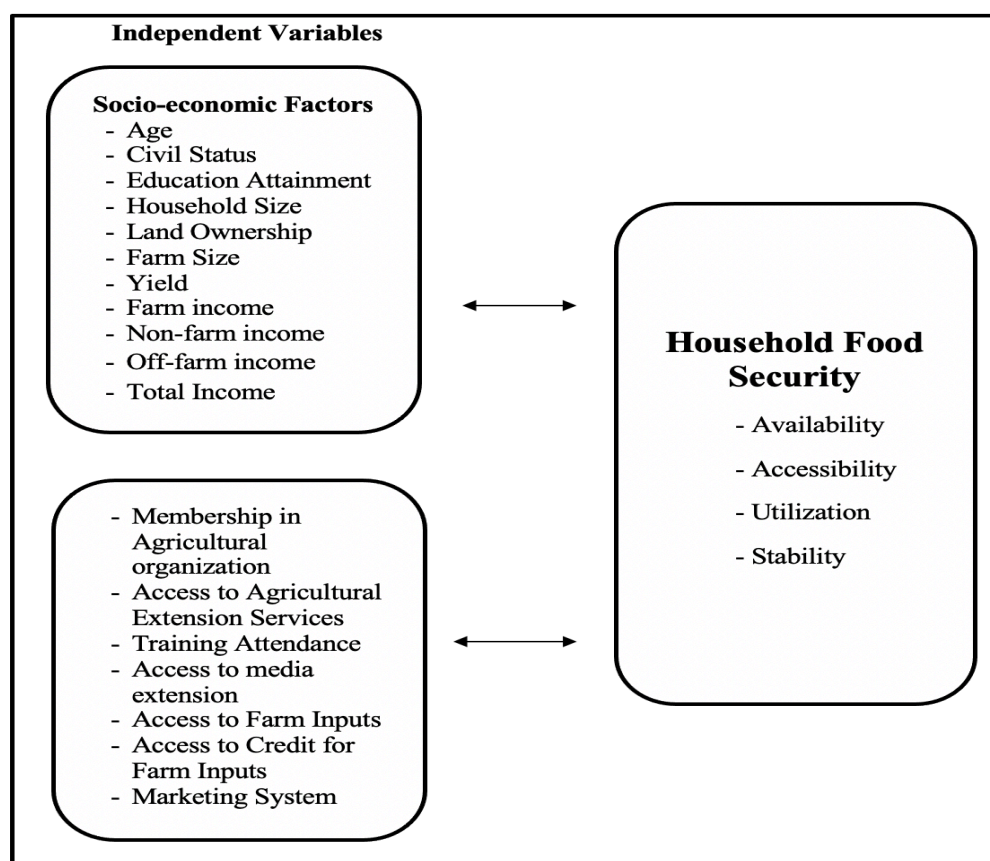 Independent Variables
Socio-economic Factors
- Age
- Civil Status
- Education Attainment
- Household Size
- Land Ownership
- Farm Size
- Yield
- Farm income
- Non-farm income
- Off-farm income
- Total Income
- Membership in
Agricultural
organization
- Access to Agricultural
Extension Services
- Training Attendance
- Access to media
extension
- Access to Farm Inputs
- Access to Credit for
Farm Inputs
- Marketing System
Household Food
Security
- Availability
- Accessibility
- Utilization
- Stability